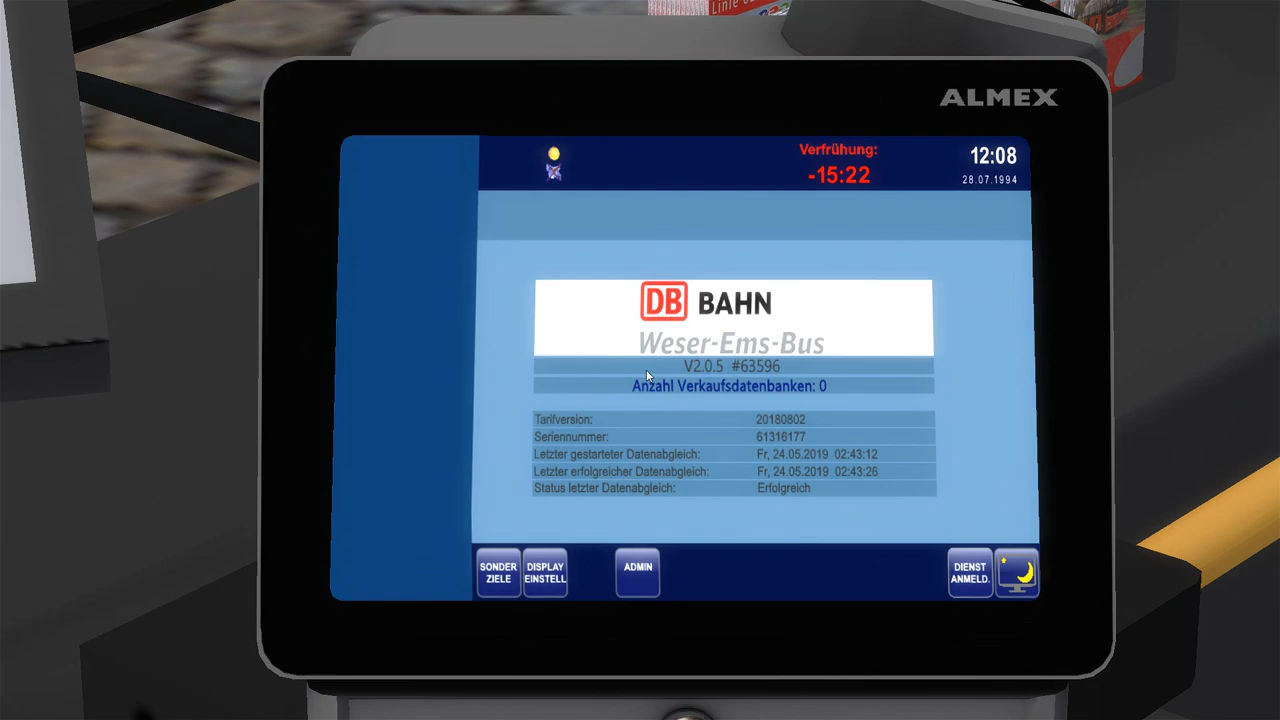 Linie
ALMEX
Verfrühung:
-15:22
12:08
28.07.1994
DB BAHN
Weser-Ems-Bus
V2.0.5 #63596
Anzahl Verkaufsdatenbanken: 0
Tarifversion: 20180802
Seriennummer: 61316177
Letzter gestarteter Datenabgleich: Fr, 24.05.2019 02:43:12
Letzter erfolgreicher Datenabgleich: Fr, 24.05.2019 02:43:26
Status letzter Datenabgleich: Erfolgreich
SONDER
ZIELE
DISPLAY
EINSTELL
ADMIN
DIENST
ANMELD.